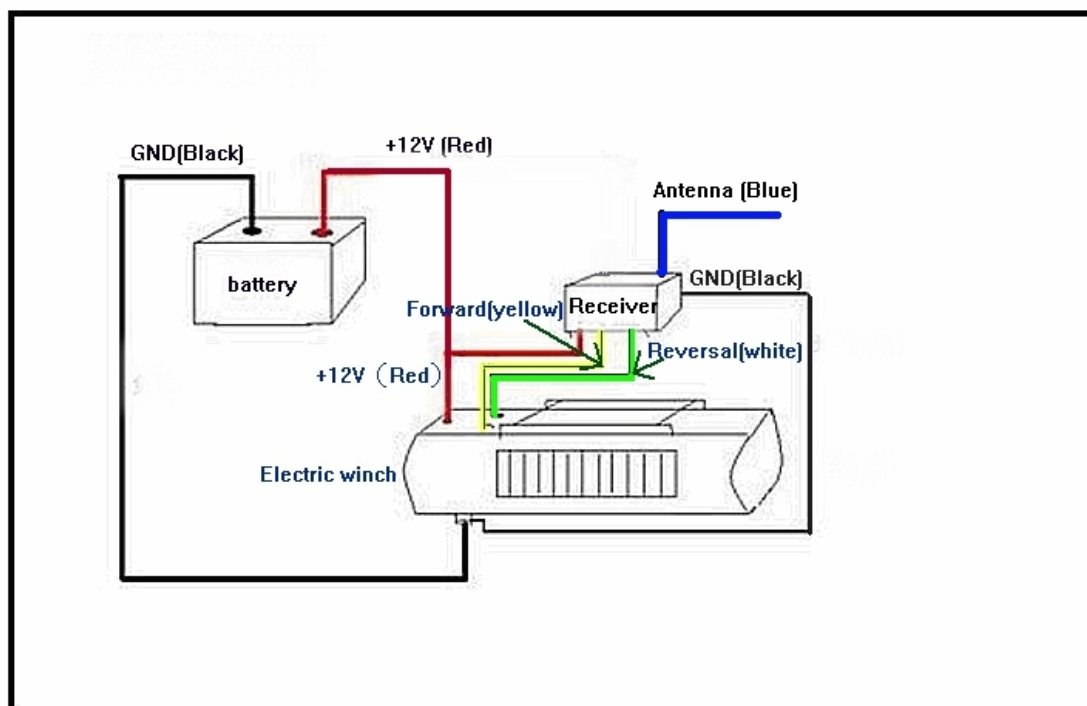 +12V (Red)
GND(Black)
Antenna (Blue)
battery
GND(Black)
Forward(yellow)
Receiver
Reversal(white)
+12V（Red）
Electric winch